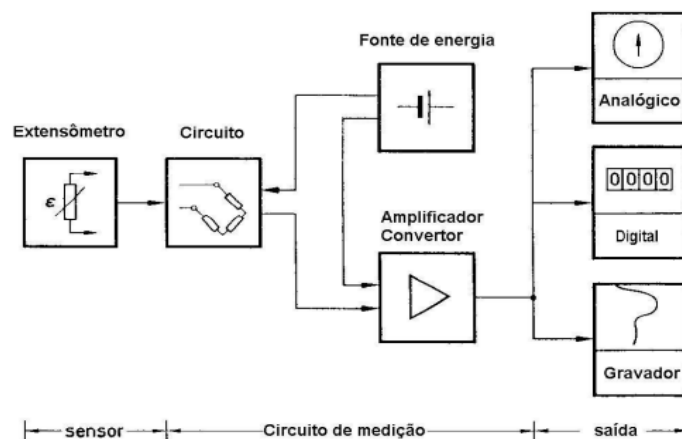 Fonte de energia
Analógico
Extensômetro
Circuito
ε
0000
Digital
Amplificador
Convertor
Gravador
sensor
Circuito de medição
saída